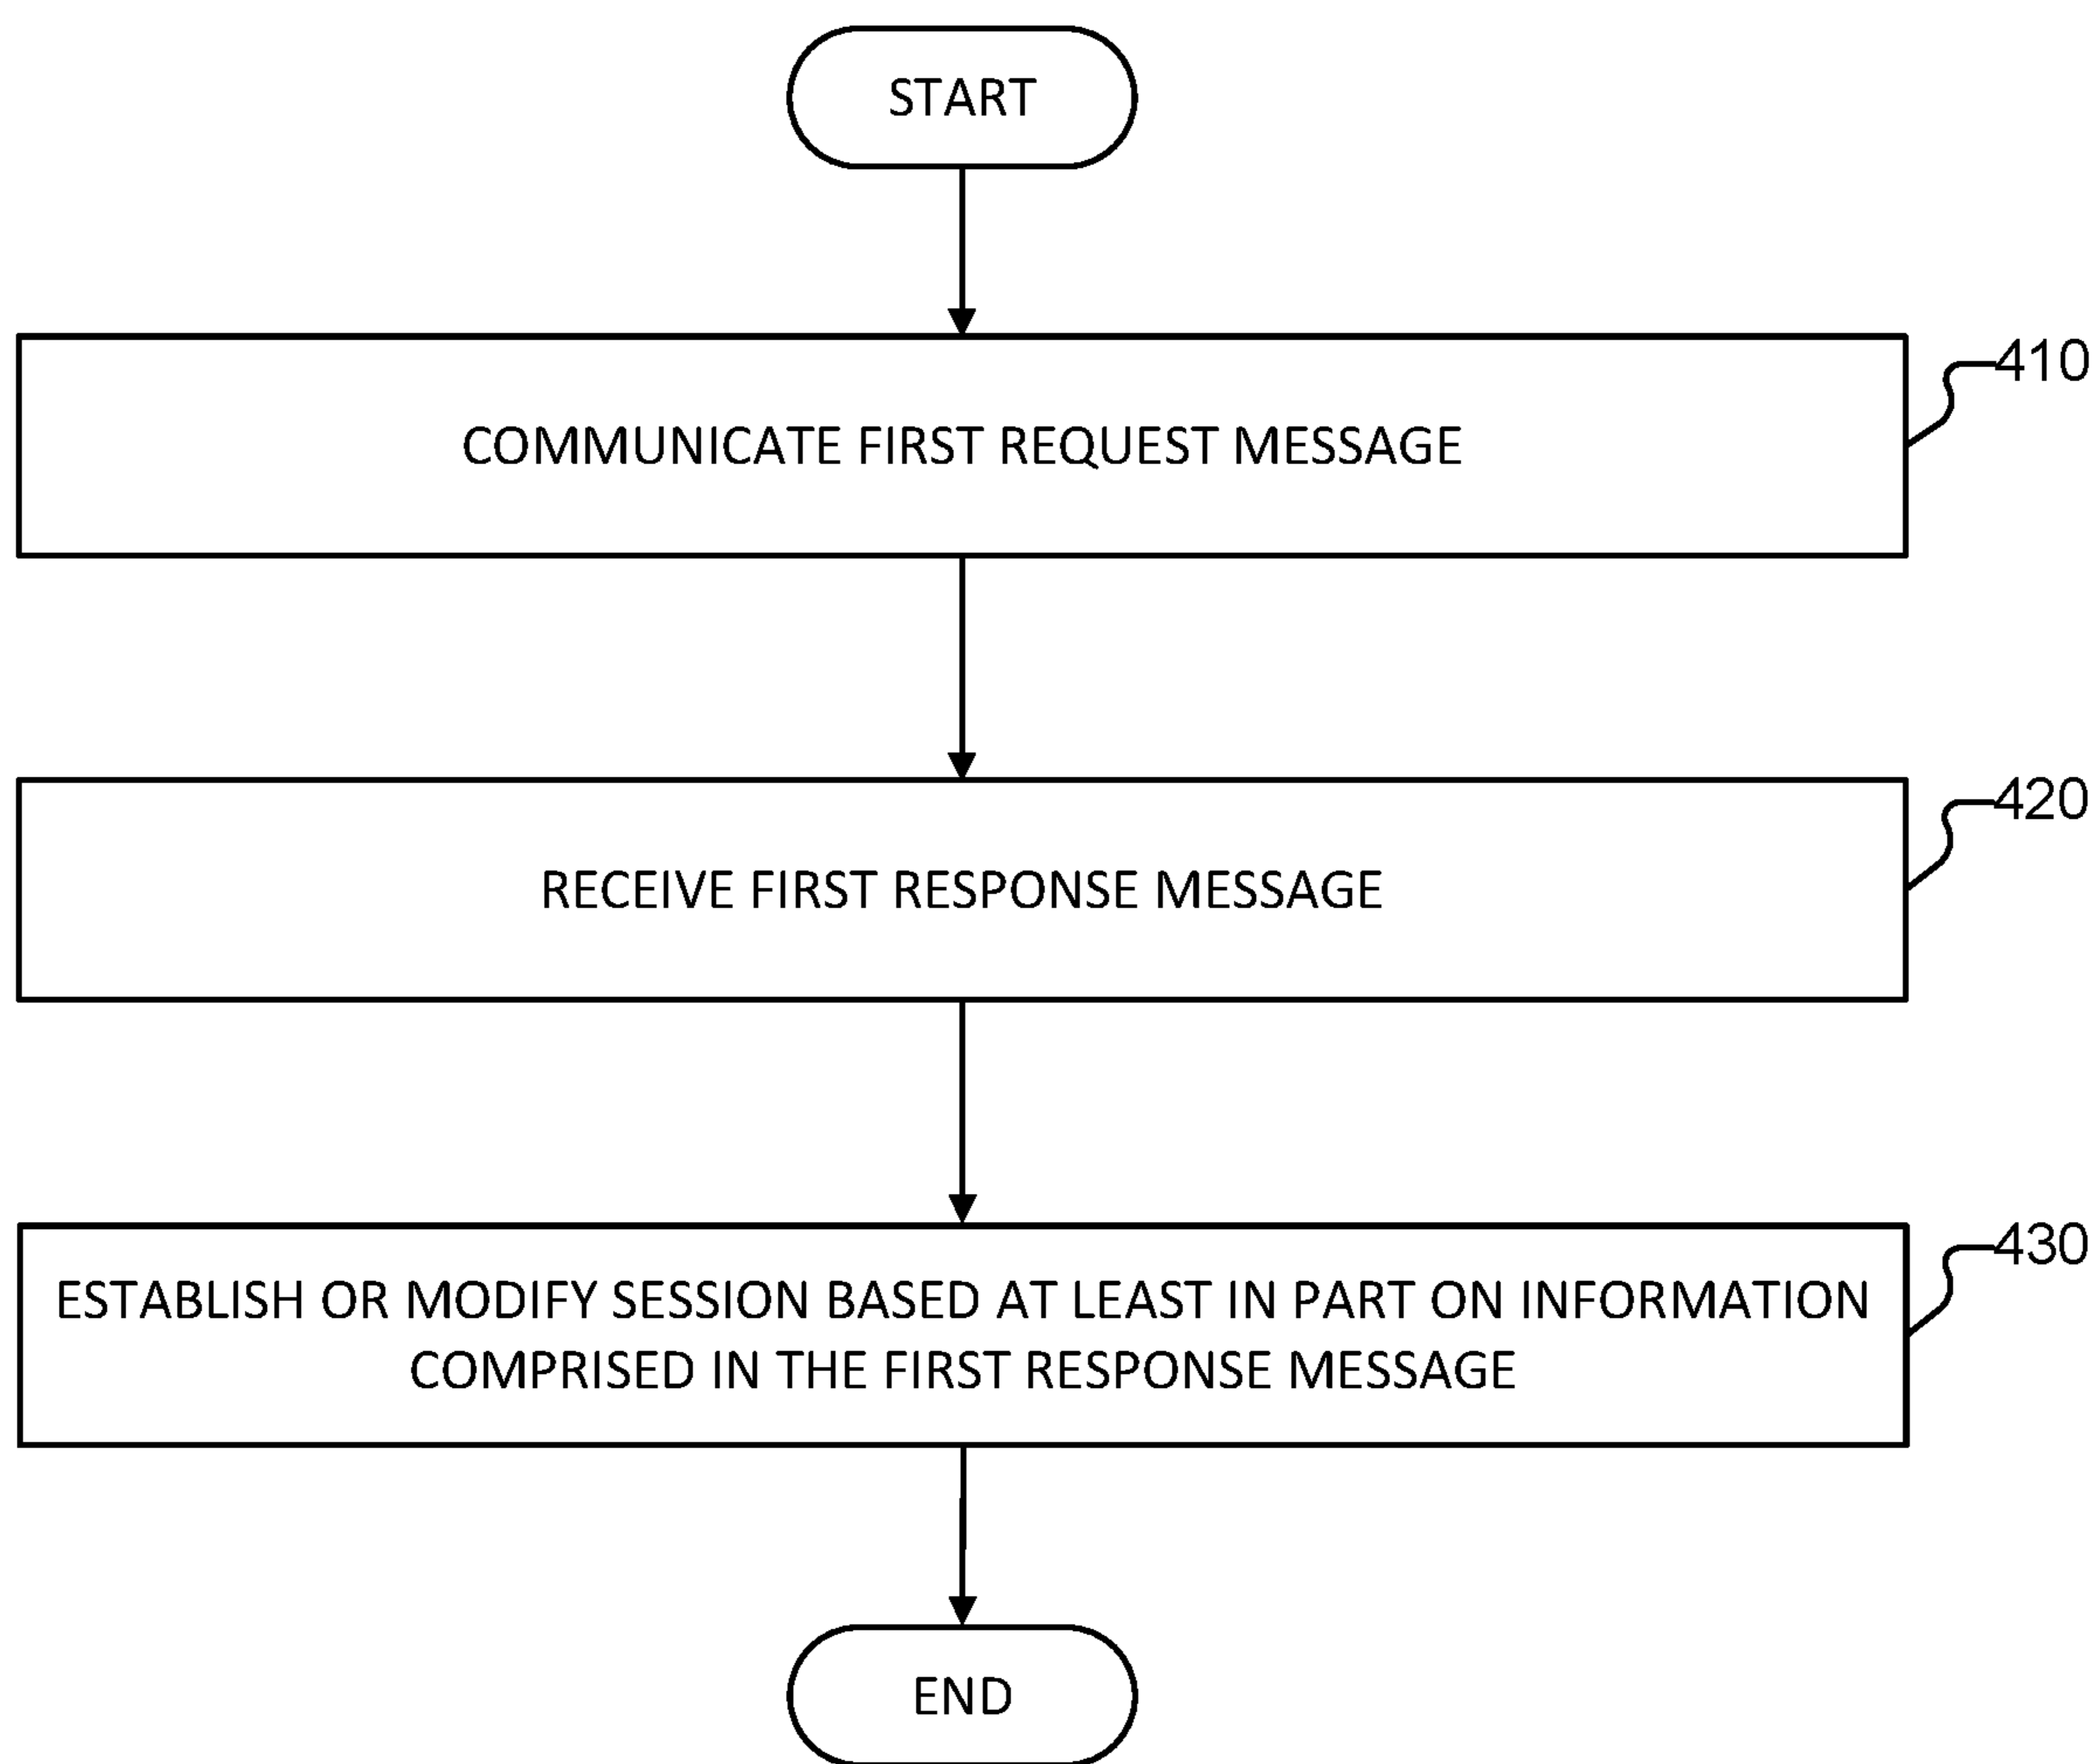 START
410
COMMUNICATE FIRST REQUEST MESSAGE
420
RECEIVE FIRST RESPONSE MESSAGE
430
ESTABLISH OR MODIFY SESSION BASED AT LEAST IN PART ON INFORMATION
COMPRISED IN THE FIRST RESPONSE MESSAGE
END